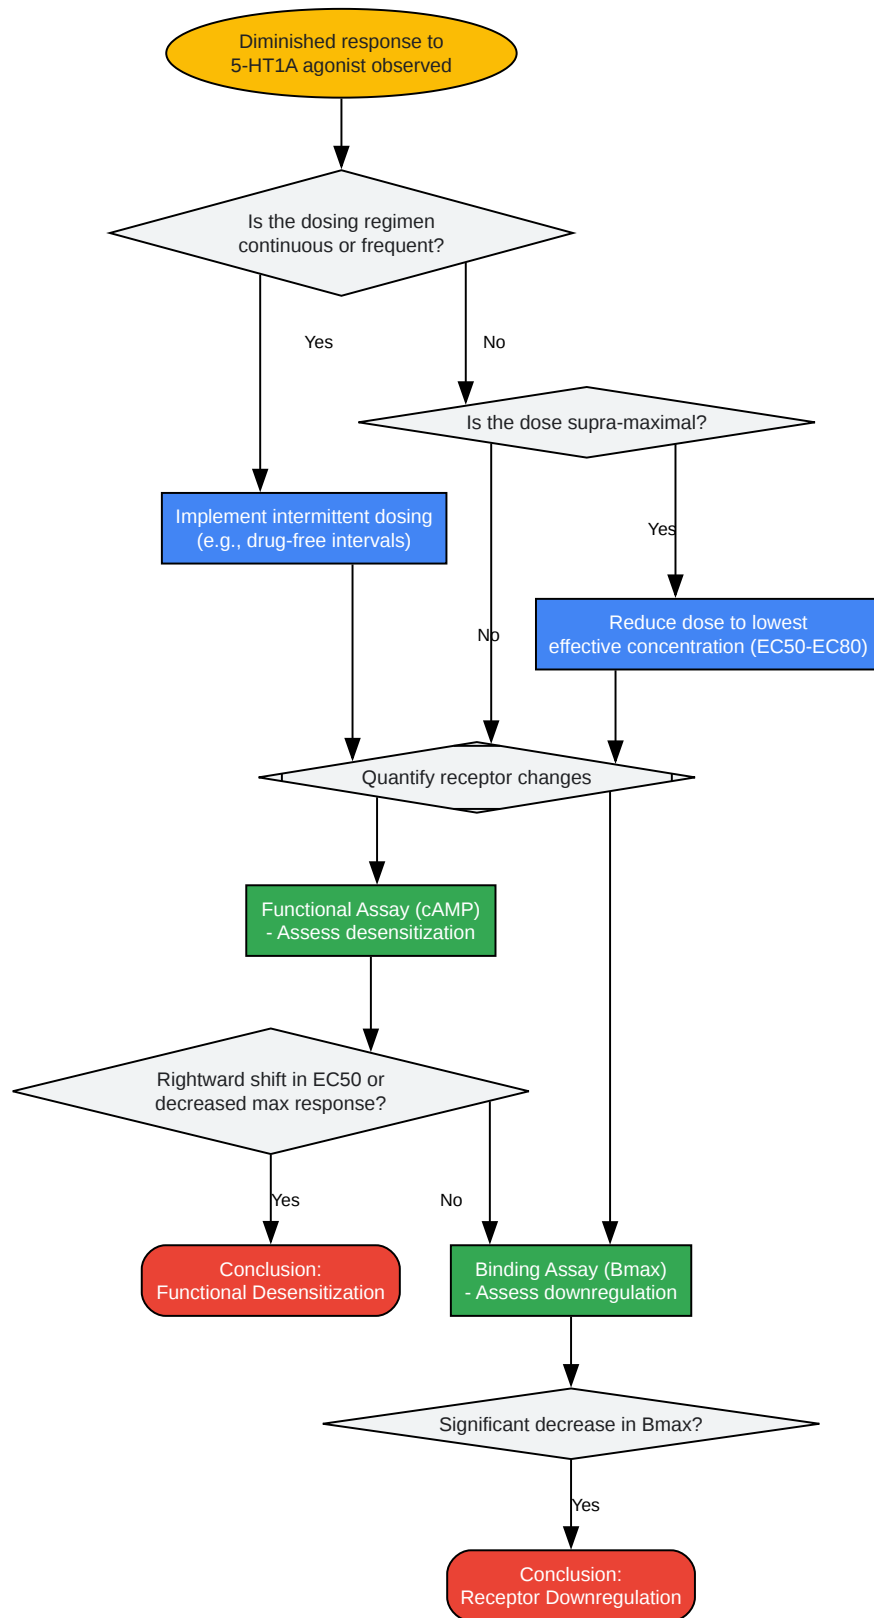 Diminished response to
5-HT1A agonist observed
Is the dosing regimen
continuous or frequent?
Yes
No
Is the dose supra-maximal?
Implement intermittent dosing
(e.g., drug-free intervals)
Yes
No
Reduce dose to lowest
effective concentration (EC50-EC80)
Quantify receptor changes
Functional Assay (cAMP)
- Assess desensitization
Rightward shift in EC50 or
decreased max response?
Yes
No
Conclusion:
Functional Desensitization
Binding Assay (Bmax)
- Assess downregulation
Significant decrease in Bmax?
Yes
Conclusion:
Receptor Downregulation